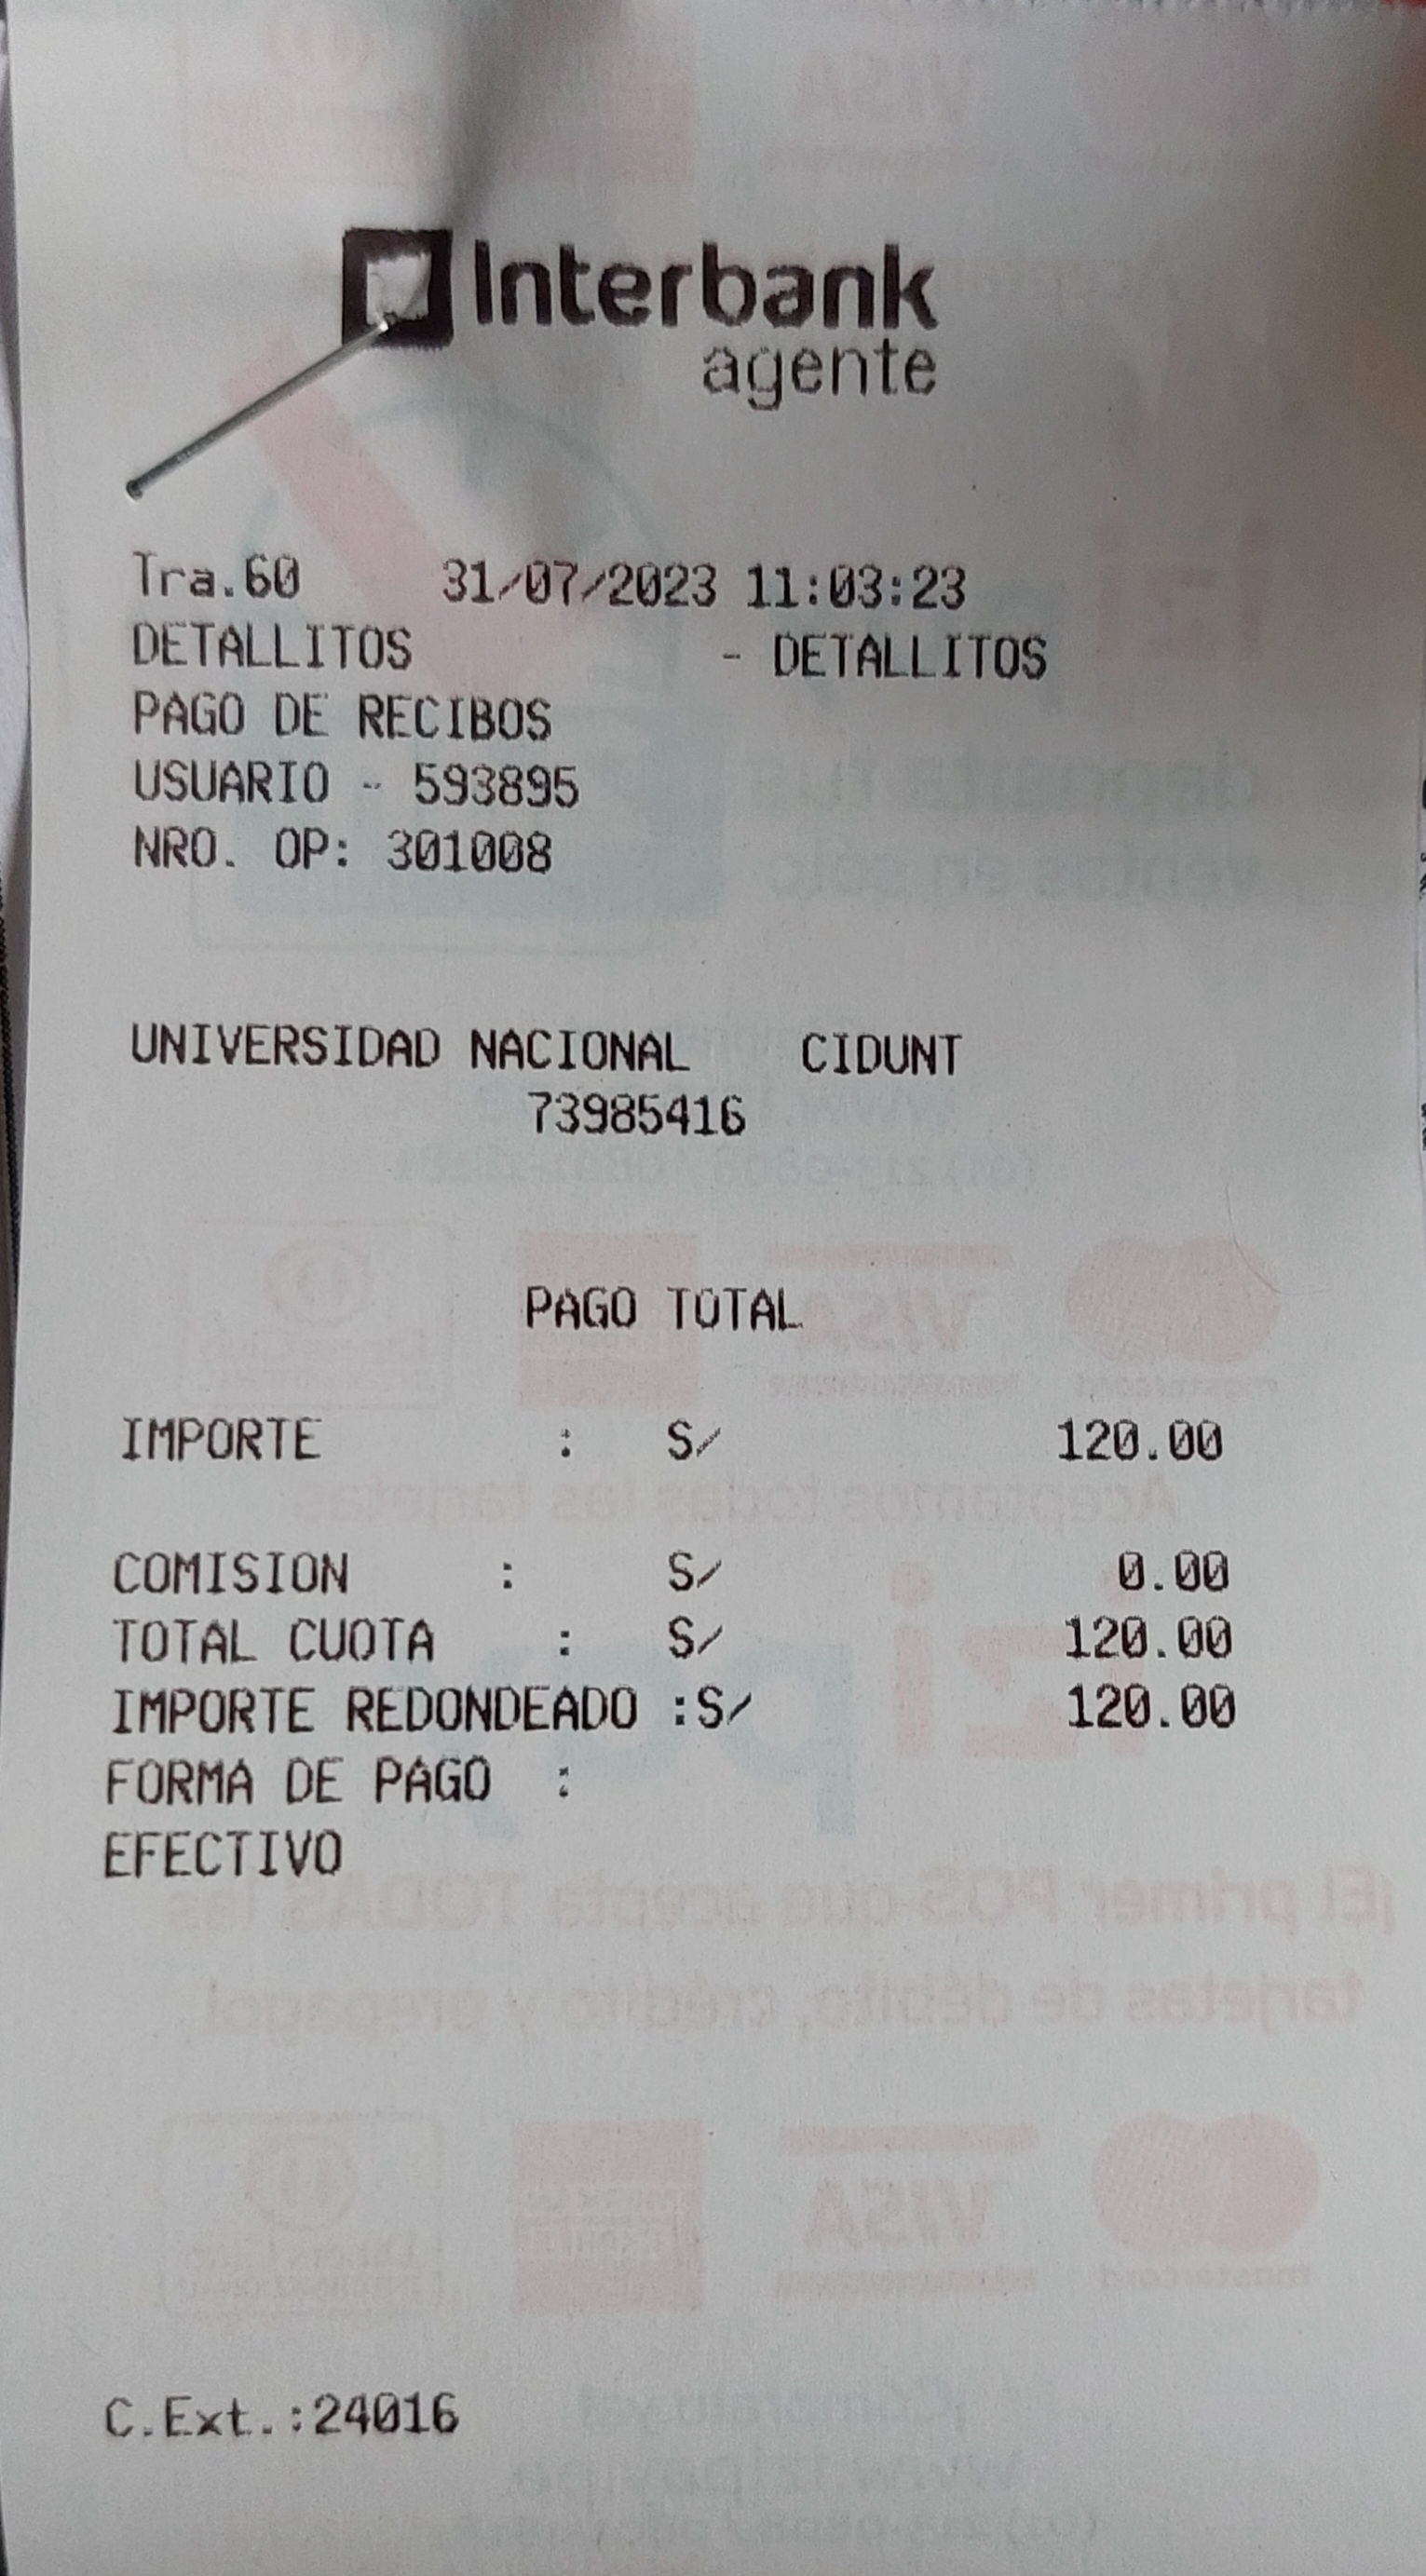 Interbank
agente
Tra.60 31/07/2023 11:03:23
DETALLITOS - DETALLITOS
PAGO DE RECIBOS
USUARIO - 593895
NRO. OP: 301008
UNIVERSIDAD NACIONAL CIDUNT
73985416
PAGO TOTAL
IMPORTE : S/ 120.00
COMISION : S/ 0.00
TOTAL CUOTA : S/ 120.00
IMPORTE REDONDEADO :S/ 120.00
FORMA DE PAGO :
EFECTIVO
C.Ext.:24016